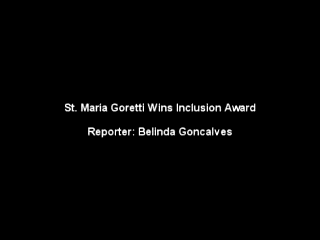 St. Maria Goretti Wins Inclusion Award
Reporter: Belinda Goncalves